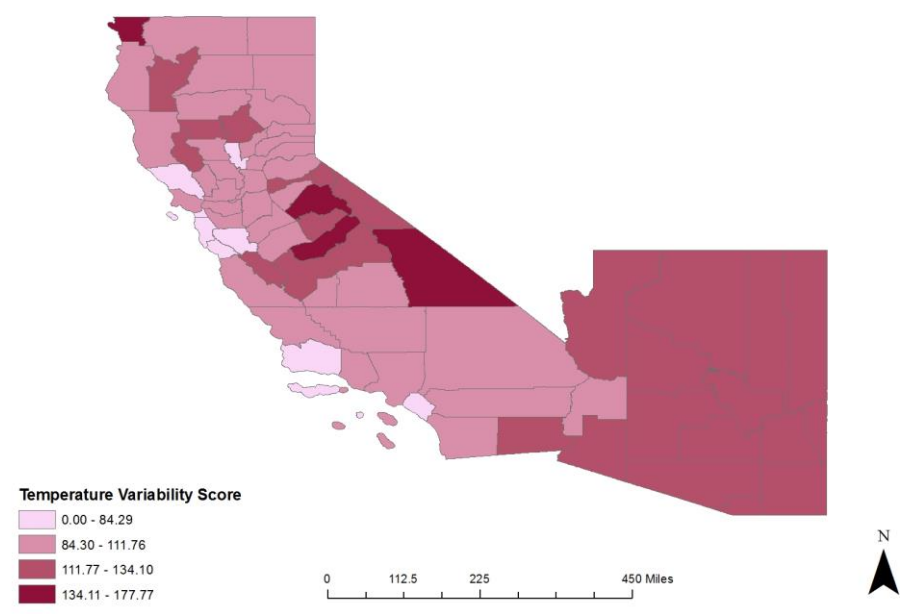 Temperature Variability Score
0.00 - 84.29
84.30 - 111.76
111.77 - 134.10
134.11 - 177.77
0 112.5 225 450 Miles
N